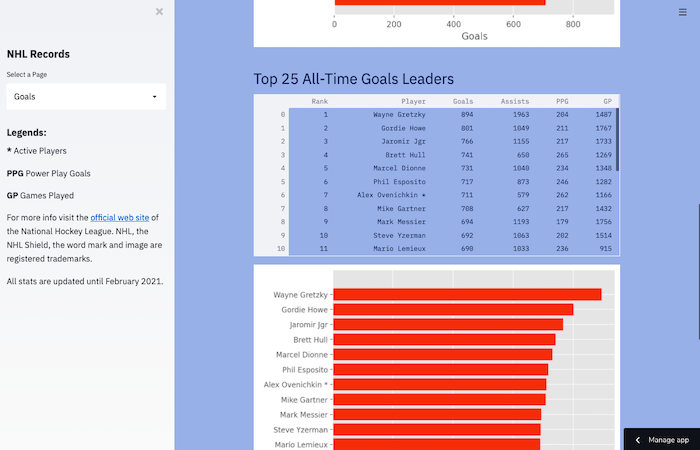 ×
NHL Records
Select a Page
Goals
Legends:
* Active Players
PPG Power Play Goals
GP Games Played
For more info visit the official web site of
the National Hockey League. NHL, the
NHL Shield, the word mark and image are
registered trademarks.
All stats are updated until February 2021.
0 200 400 600 800
Goals
Top 25 All-Time Goals Leaders
Rank Player Goals Assists PPG GP
0 1 Wayne Gretzky 894 1963 204 1487
1 2 Gordie Howe 801 1049 211 1767
2 3 Jaromir Jgr 766 1155 217 1733
3 4 Brett Hull 741 650 265 1269
4 5 Marcel Dionne 731 1040 234 1348
5 6 Phil Esposito 717 873 246 1282
6 7 Alex Ovenichkin * 711 579 262 1166
7 8 Mike Gartner 708 627 217 1432
8 9 Mark Messier 694 1193 179 1756
9 10 Steve Yzerman 692 1063 202 1514
10 11 Mario Lemieux 690 1033 236 915
Wayne Gretzky
Gordie Howe
Jaromir Jgr
Brett Hull
Marcel Dionne
Phil Esposito
Alex Ovenichkin *
Mike Gartner
Mark Messier
Steve Yzerman
Mario Lemieux
Manage app